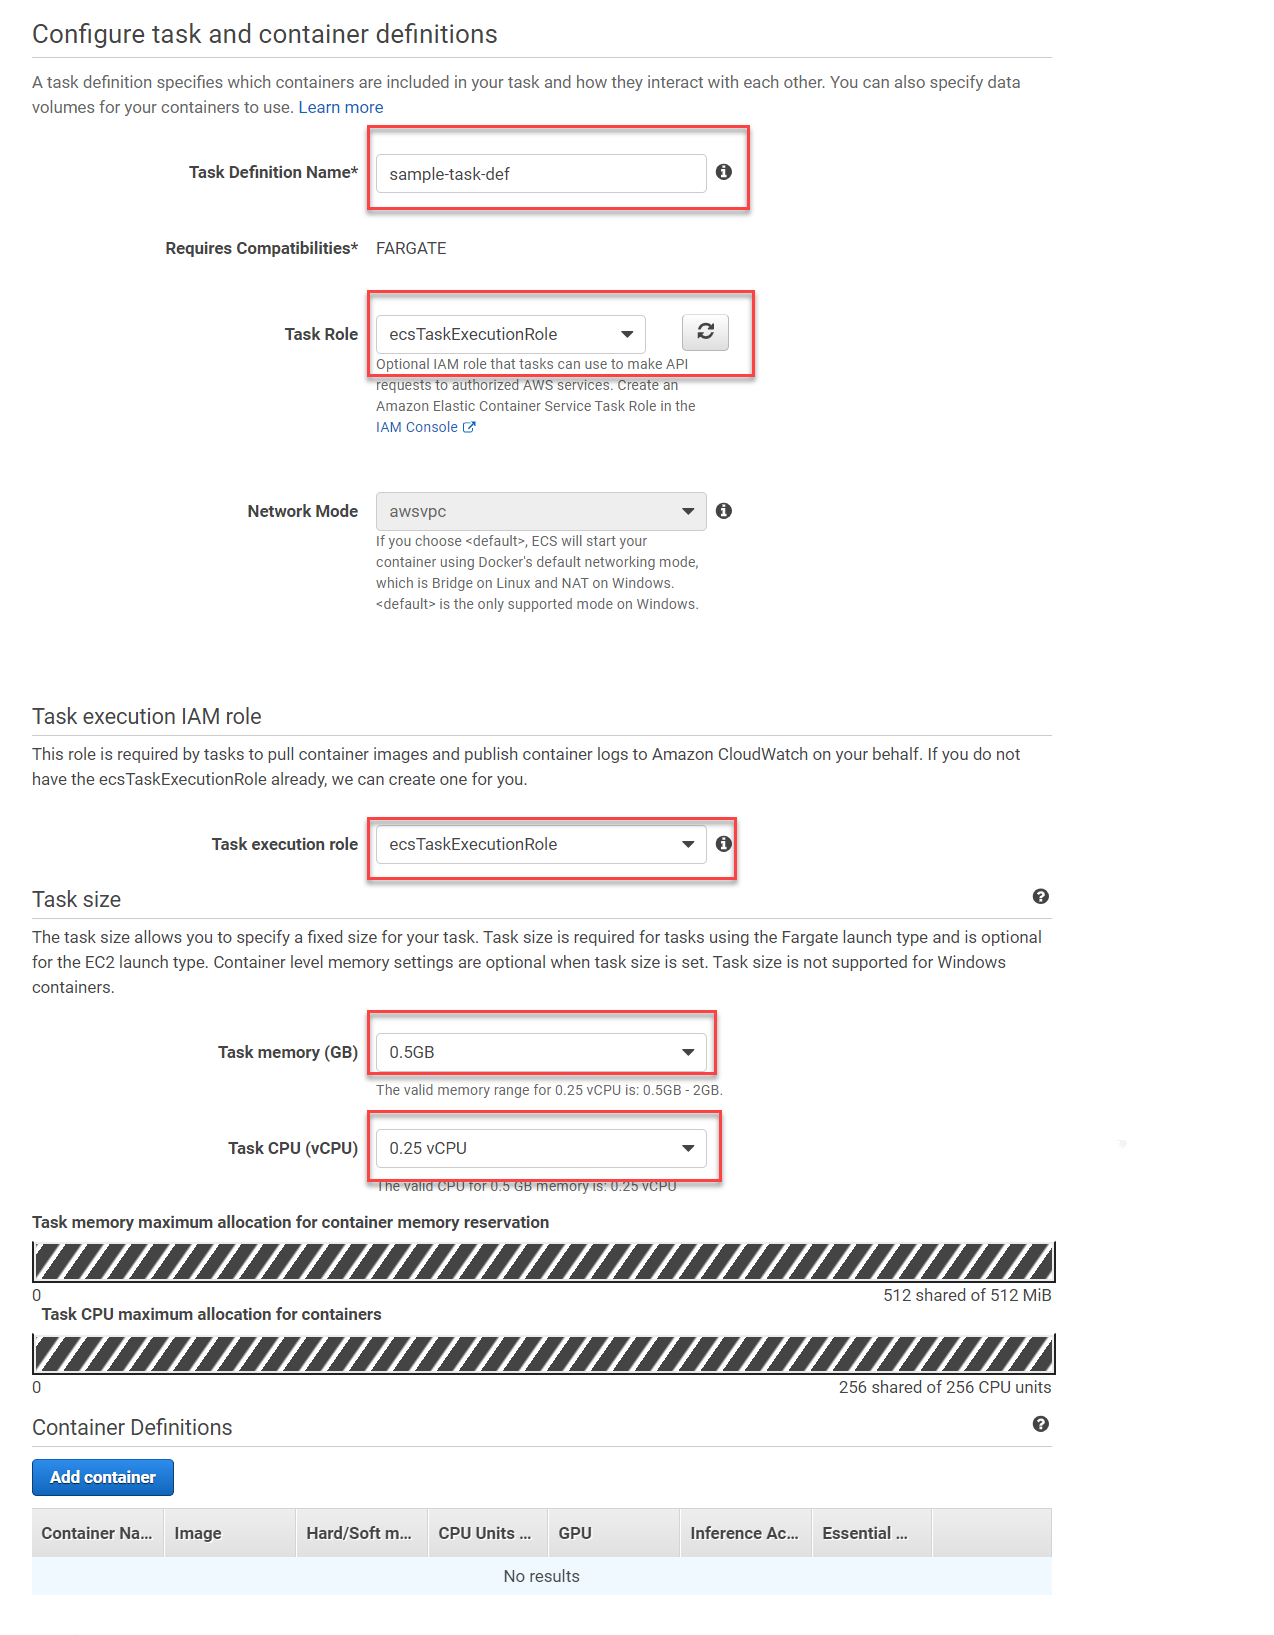 Configure task and container definitions
A task definition specifies which containers are included in your task and how they interact with each other. You can also specify data
volumes for your containers to use. Learn more
Task Definition Name* sample-task-def
Requires Compatibilities* FARGATE
Task Role ecsTaskExecutionRole
Optional IAM role that tasks can use to make API
requests to authorized AWS services. Create an
Amazon Elastic Container Service Task Role in the
IAM Console
Network Mode awsvpc
If you choose <default>, ECS will start your
container using Docker's default networking mode,
which is Bridge on Linux and NAT on Windows.
<default> is the only supported mode on Windows.
Task execution IAM role
This role is required by tasks to pull container images and publish container logs to Amazon CloudWatch on your behalf. If you do not
have the ecsTaskExecutionRole already, we can create one for you.
Task execution role ecsTaskExecutionRole
Task size
The task size allows you to specify a fixed size for your task. Task size is required for tasks using the Fargate launch type and is optional
for the EC2 launch type. Container level memory settings are optional when task size is set. Task size is not supported for Windows
containers.
Task memory (GB) 0.5GB
The valid memory range for 0.25 vCPU is: 0.5GB - 2GB.
Task CPU (vCPU) 0.25 vCPU
The valid CPU for 0.5 GB memory is: 0.25 vCPU
Task memory maximum allocation for container memory reservation
0 512 shared of 512 MiB
Task CPU maximum allocation for containers
0 256 shared of 256 CPU units
Container Definitions
Add container
Container Na... Image Hard/Soft m... CPU Units ... GPU Inference Ac... Essential ...
No results